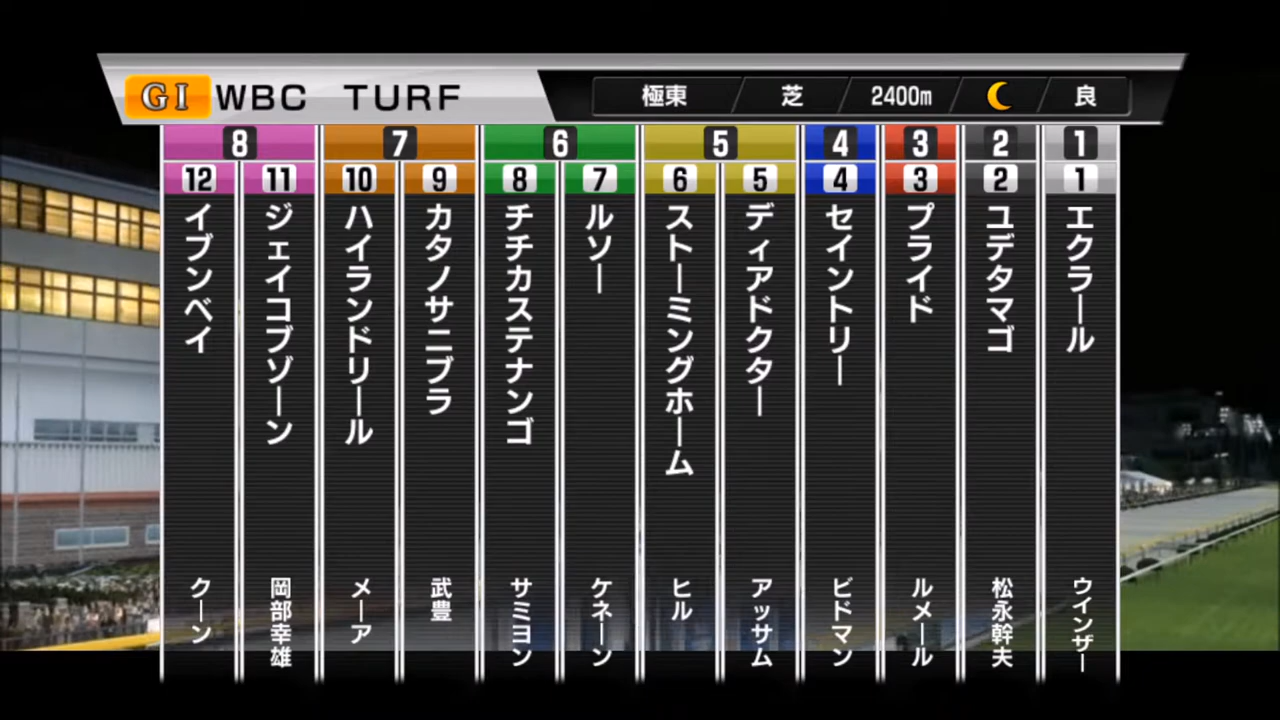 GI WBC TURF 極東 芝 2400m 良
1 1 エクラール ウインザー
2 2 ユデタマゴ 松永幹夫
3 3 プライド ルメール
4 4 セイントリー ビドマン
5
5 ディアドクター アッサム
6 ストーミングホーム ヒル
6
7 ルソー ケネーン
8 チチカステナンゴ サミヨン
7
9 カタノサニブラ 武豊
10 ハイランドリール メーア
8
11 ジェイコブゾーン 岡部幸雄
12 イブンベイ クーン